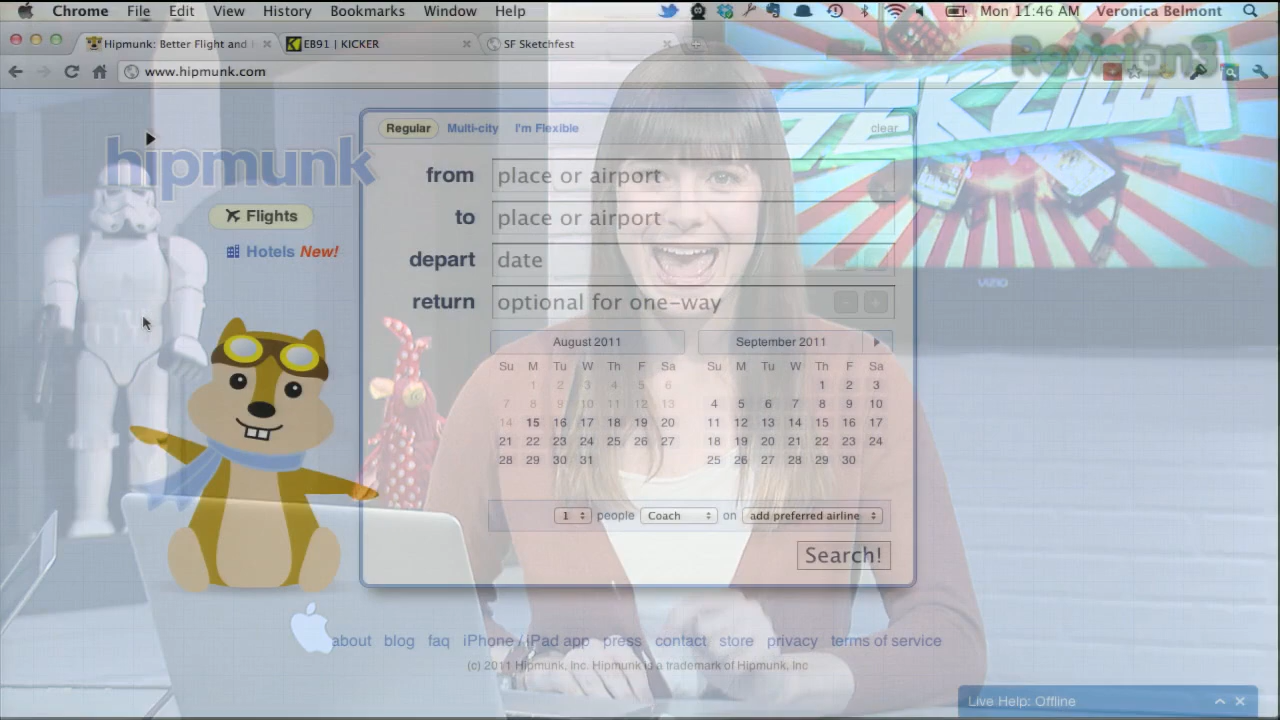 Chrome File Edit View History Bookmarks Window Help Mon 11:46 AM Veronica Belmont
Hipmunk: Better Flight and EB91 | KICKER SF Sketchfest
www.hipmunk.com
Revision3
TEKZILLA
hipmunk
Flights
Hotels New!
Regular Multi-city I'm Flexible clear
from place or airport
to place or airport
depart date
return optional for one-way
VIZIO
August 2011 September 2011
Su M Tu W Th F Sa Su M Tu W Th F Sa
1 2 3 4 5 6 1 2 3
7 8 9 10 11 12 13 4 5 6 7 8 9 10
14 15 16 17 18 19 20 11 12 13 14 15 16 17
21 22 23 24 25 26 27 18 19 20 21 22 23 24
28 29 30 31 25 26 27 28 29 30
1 people Coach on add preferred airline
Search!
about blog faq iPhone / iPad app press contact store privacy terms of service
(c) 2011 Hipmunk, Inc. Hipmunk is a trademark of Hipmunk, Inc
Live Help: Offline